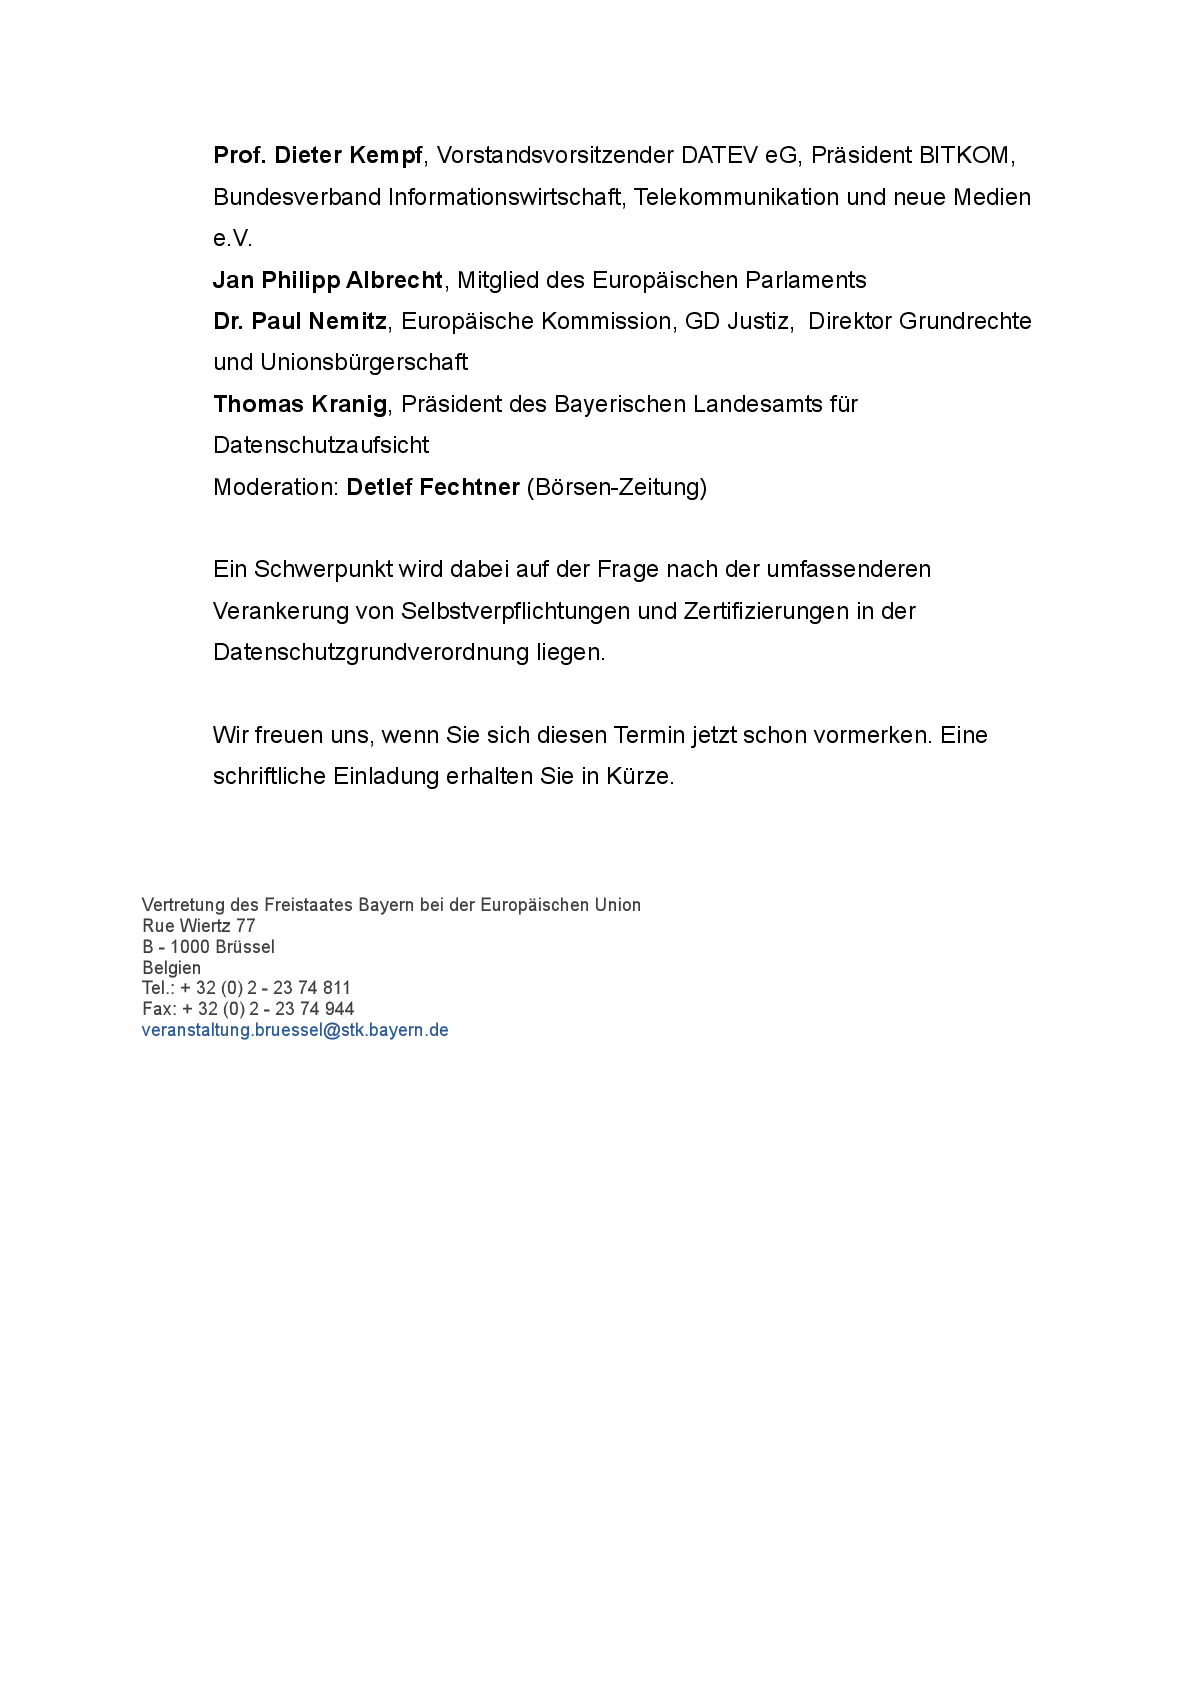 Prof. Dieter Kempf, Vorstandsvorsitzender DATEV eG, Präsident BITKOM,
Bundesverband Informationswirtschaft, Telekommunikation und neue Medien
e.V.
Jan Philipp Albrecht, Mitglied des Europäischen Parlaments
Dr. Paul Nemitz, Europäische Kommission, GD Justiz,  Direktor Grundrechte
und Unionsbürgerschaft
Thomas Kranig, Präsident des Bayerischen Landesamts für
Datenschutzaufsicht
Moderation: Detlef Fechtner (Börsen-Zeitung)
Ein Schwerpunkt wird dabei auf der Frage nach der umfassenderen
Verankerung von Selbstverpflichtungen und Zertifizierungen in der
Datenschutzgrundverordnung liegen.
Wir freuen uns, wenn Sie sich diesen Termin jetzt schon vormerken. Eine
schriftliche Einladung erhalten Sie in Kürze.
Vertretung des Freistaates Bayern bei der Europäischen Union
Rue Wiertz 77
B - 1000 Brüssel
Belgien
Tel.: + 32 (0) 2 - 23 74 811
Fax: + 32 (0) 2 - 23 74 944
veranstaltung.bruessel@stk.bayern.de